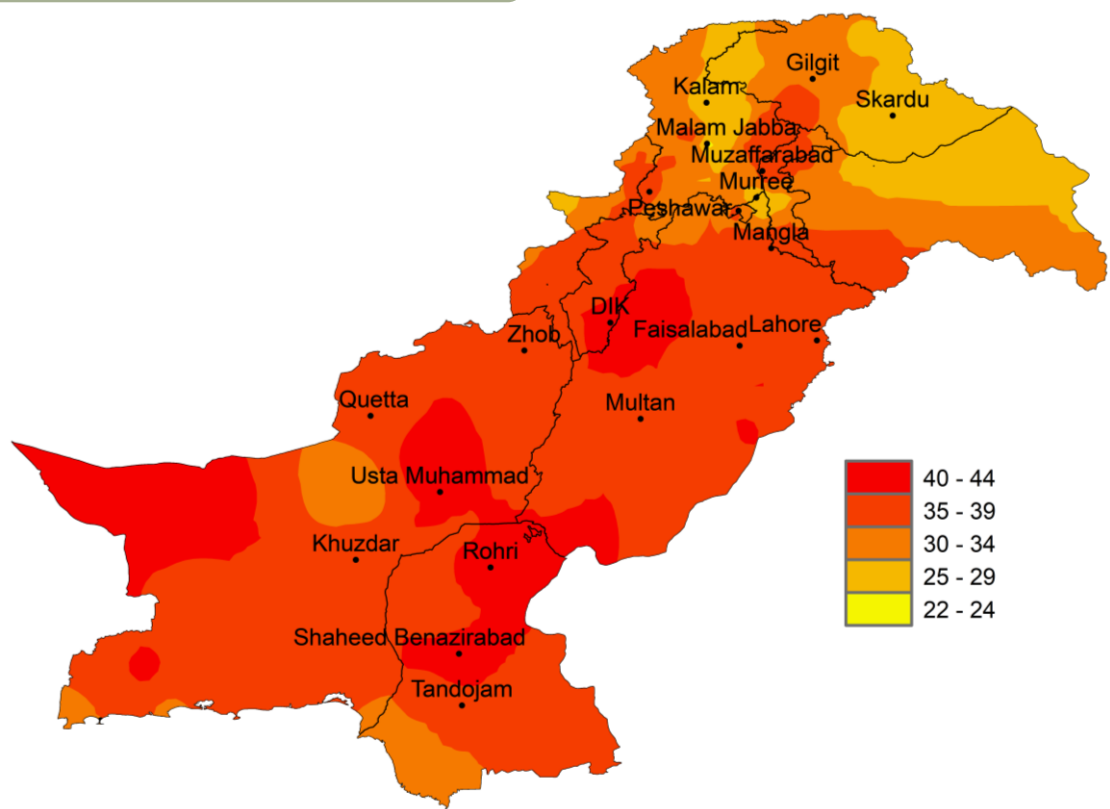 Gilgit
Kalam
Skardu
Malam Jabba
Muzaffarabad
Murree
Peshawar
Mangla
DIK
Zhob
Faisalabad
Lahore
Quetta
Multan
Usta Muhammad
Khuzdar
Rohri
Shaheed Benazirabad
Tandojam
40 - 44
35 - 39
30 - 34
25 - 29
22 - 24